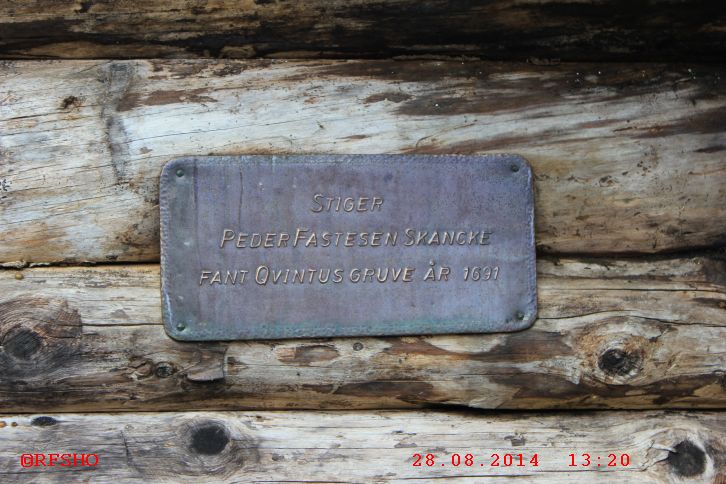 STIGER
PEDER FASTESEN SKANCKE
FANT QVINTUS GRUVE ÅR 1691
©RFSHO 28.08.2014 13:20